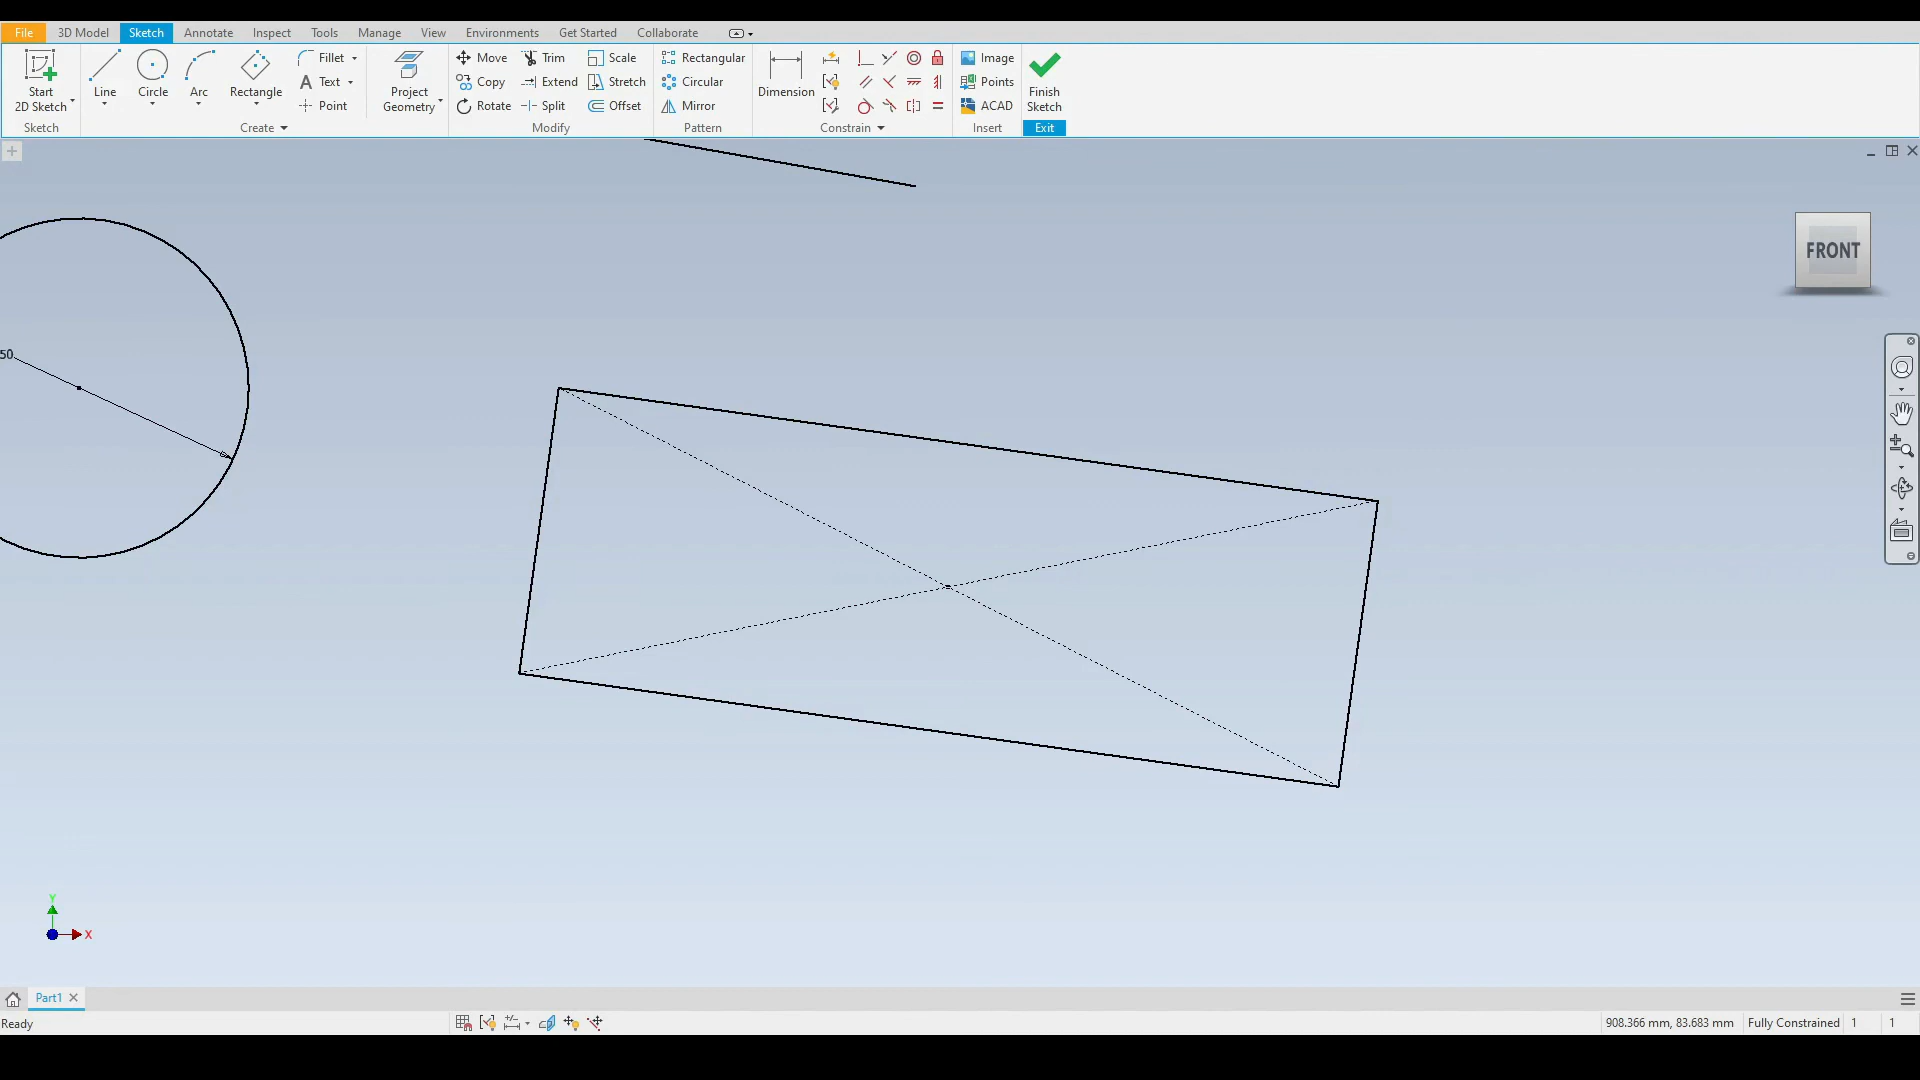 File 3D Model Sketch Annotate Inspect Tools Manage View Environments Get Started Collaborate
Start
2D Sketch
Line
Circle
Arc
Rectangle
Fillet
Text
Point
Project
Geometry
Move
Copy
Rotate
Trim
Extend
Split
Scale
Stretch
Offset
Rectangular
Circular
Mirror
Dimension
Image
Points
ACAD
Finish
Sketch
Sketch Create Modify Pattern Constrain Insert Exit
FRONT
50
Y
X
Part1
Ready
908.366 mm, 83.683 mm Fully Constrained 1 1